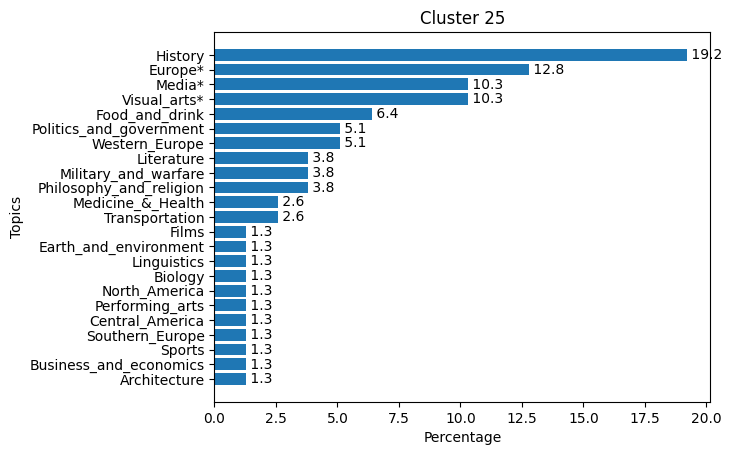 Cluster 25
History 19.2
Europe* 12.8
Media* 10.3
Visual_arts* 10.3
Food_and_drink 6.4
Politics_and_government 5.1
Western_Europe 5.1
Literature 3.8
Military_and_warfare 3.8
Philosophy_and_religion 3.8
Medicine_&_Health 2.6
Transportation 2.6
Films 1.3
Earth_and_environment 1.3
Linguistics 1.3
Biology 1.3
North_America 1.3
Performing_arts 1.3
Central_America 1.3
Southern_Europe 1.3
Sports 1.3
Business_and_economics 1.3
Architecture 1.3
Topics
0.0 2.5 5.0 7.5 10.0 12.5 15.0 17.5 20.0
Percentage